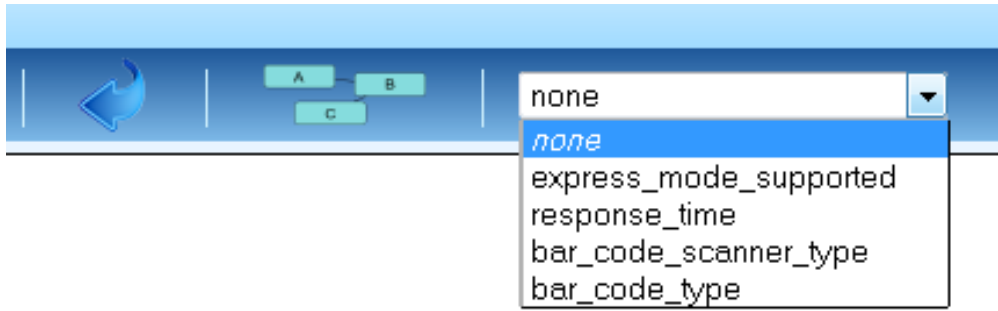 A
B
C
none
none
express_mode_supported
response_time
bar_code_scanner_type
bar_code_type